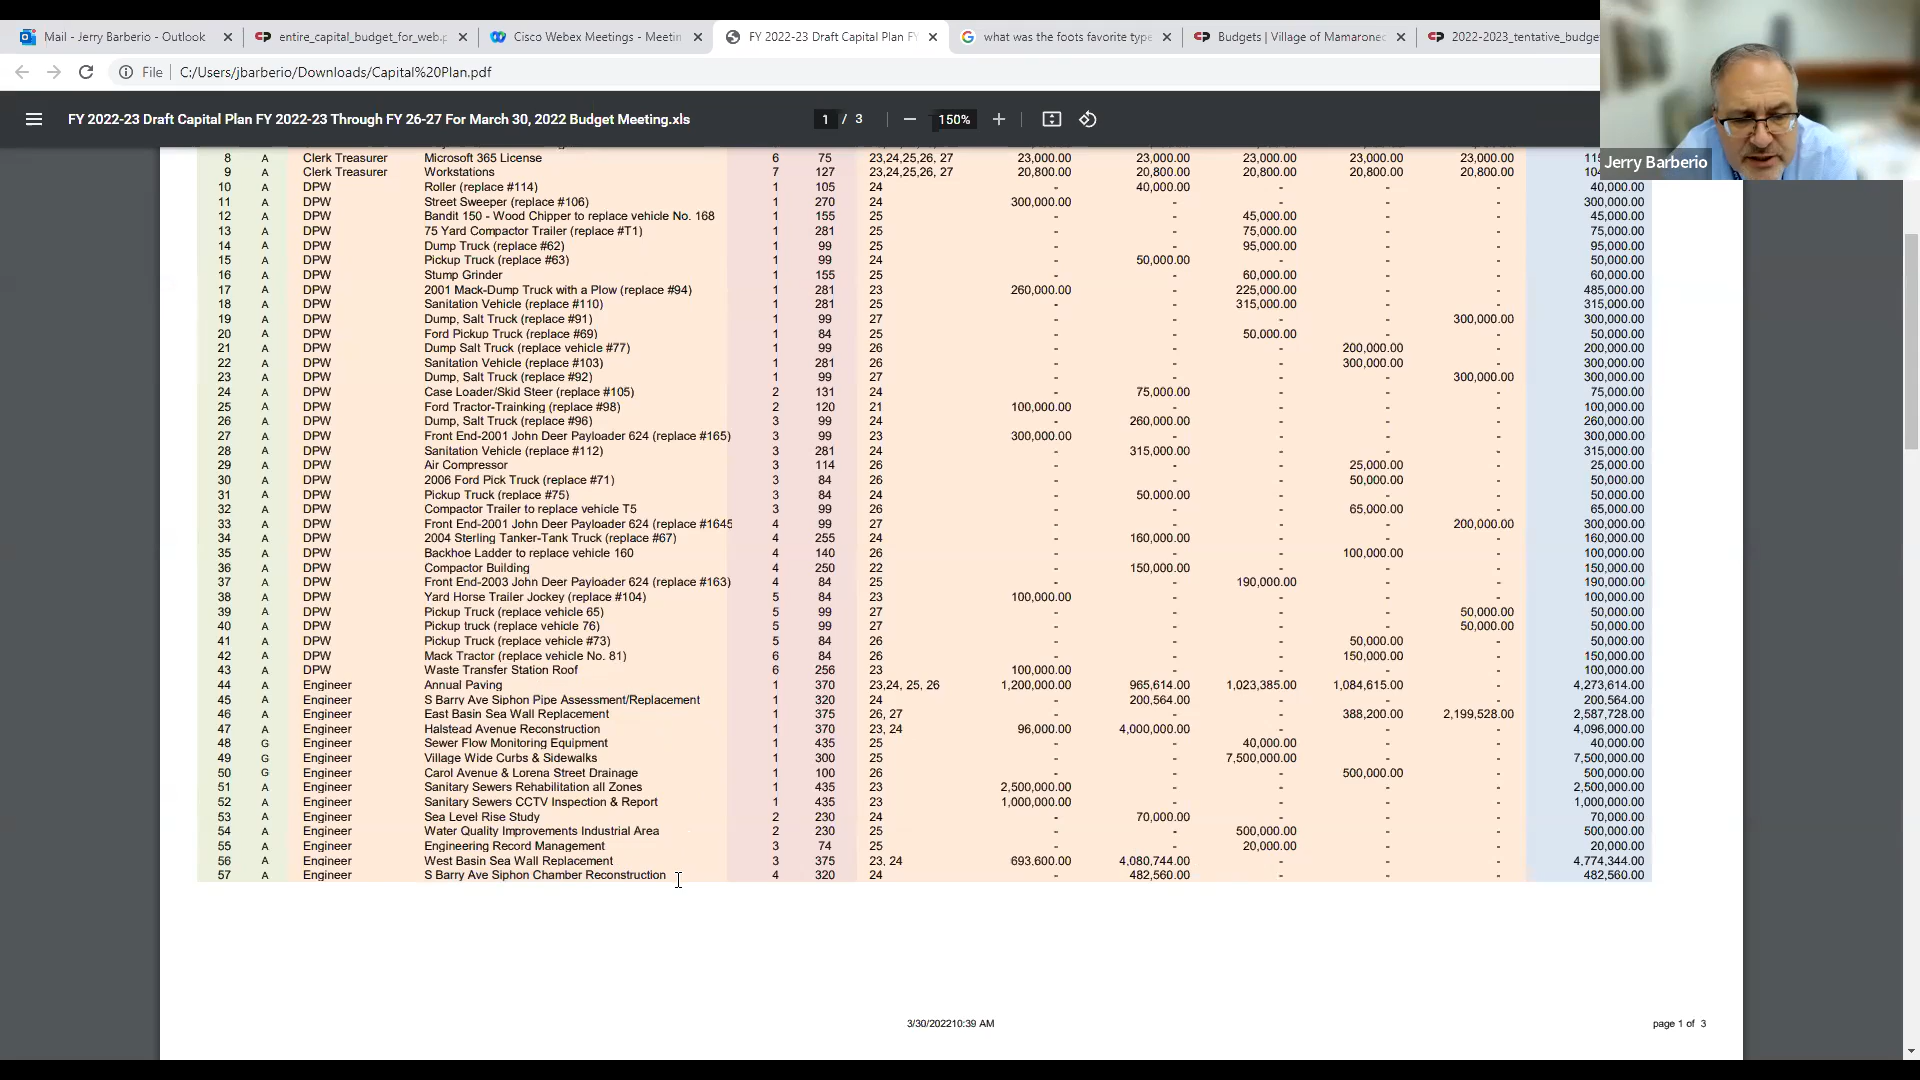 Mail - Jerry Barberio - Outlook
entire_capital_budget_for_web.p
Cisco Webex Meetings - Meetin
FY 2022-23 Draft Capital Plan FY
what was the foots favorite type
Budgets | Village of Mamaronec
2022-2023_tentative_budge
File C:/Users/jbarberio/Downloads/Capital%20Plan.pdf
FY 2022-23 Draft Capital Plan FY 2022-23 Through FY 26-27 For March 30, 2022 Budget Meeting.xls 1 / 3 150%
Jerry Barberio
8 A Clerk Treasurer Microsoft 365 License 6 75 23,24,25,26, 27 23,000.00 23,000.00 23,000.00 23,000.00 23,000.00
9 A Clerk Treasurer Workstations 7 127 23,24,25,26, 27 20,800.00 20,800.00 20,800.00 20,800.00 20,800.00
10 A DPW Roller (replace #114) 1 105 24 - 40,000.00 - - - 40,000.00
11 A DPW Street Sweeper (replace #106) 1 270 24 300,000.00 - - - - 300,000.00
12 A DPW Bandit 150 - Wood Chipper to replace vehicle No. 168 1 155 25 - - 45,000.00 - - 45,000.00
13 A DPW 75 Yard Compactor Trailer (replace #T1) 1 281 25 - - 75,000.00 - - 75,000.00
14 A DPW Dump Truck (replace #62) 1 99 25 - - 95,000.00 - - 95,000.00
15 A DPW Pickup Truck (replace #63) 1 99 24 - 50,000.00 - - - 50,000.00
16 A DPW Stump Grinder 1 155 25 - - 60,000.00 - - 60,000.00
17 A DPW 2001 Mack-Dump Truck with a Plow (replace #94) 1 281 23 260,000.00 - 225,000.00 - - 485,000.00
18 A DPW Sanitation Vehicle (replace #110) 1 281 25 - - 315,000.00 - - 315,000.00
19 A DPW Dump, Salt Truck (replace #91) 1 99 27 - - - - 300,000.00 300,000.00
20 A DPW Ford Pickup Truck (replace #69) 1 84 25 - - 50,000.00 - - 50,000.00
21 A DPW Dump Salt Truck (replace vehicle #77) 1 99 26 - - - 200,000.00 - 200,000.00
22 A DPW Sanitation Vehicle (replace #103) 1 281 26 - - - 300,000.00 - 300,000.00
23 A DPW Dump, Salt Truck (replace #92) 1 99 27 - - - - 300,000.00 300,000.00
24 A DPW Case Loader/Skid Steer (replace #105) 2 131 24 - 75,000.00 - - - 75,000.00
25 A DPW Ford Tractor-Trainking (replace #98) 2 120 21 100,000.00 - - - - 100,000.00
26 A DPW Dump, Salt Truck (replace #96) 3 99 24 - 260,000.00 - - - 260,000.00
27 A DPW Front End-2001 John Deer Payloader 624 (replace #165) 3 99 23 300,000.00 - - - - 300,000.00
28 A DPW Sanitation Vehicle (replace #112) 3 281 24 - 315,000.00 - - - 315,000.00
29 A DPW Air Compressor 3 114 26 - - - 25,000.00 - 25,000.00
30 A DPW 2006 Ford Pick Truck (replace #71) 3 84 26 - - - 50,000.00 - 50,000.00
31 A DPW Pickup Truck (replace #75) 3 84 24 - 50,000.00 - - - 50,000.00
32 A DPW Compactor Trailer to replace vehicle T5 3 99 26 - - - 65,000.00 - 65,000.00
33 A DPW Front End-2001 John Deer Payloader 624 (replace #1645 4 99 27 - - - - 200,000.00 300,000.00
34 A DPW 2004 Sterling Tanker-Tank Truck (replace #67) 4 255 24 - 160,000.00 - - - 160,000.00
35 A DPW Backhoe Ladder to replace vehicle 160 4 140 26 - - - 100,000.00 - 100,000.00
36 A DPW Compactor Building 4 250 22 - 150,000.00 - - - 150,000.00
37 A DPW Front End-2003 John Deer Payloader 624 (replace #163) 4 84 25 - - 190,000.00 - - 190,000.00
38 A DPW Yard Horse Trailer Jockey (replace #104) 5 84 23 100,000.00 - - - - 100,000.00
39 A DPW Pickup Truck (replace vehicle 65) 5 99 27 - - - - 50,000.00 50,000.00
40 A DPW Pickup truck (replace vehicle 76) 5 99 27 - - - - 50,000.00 50,000.00
41 A DPW Pickup Truck (replace vehicle #73) 5 84 26 - - - 50,000.00 - 50,000.00
42 A DPW Mack Tractor (replace vehicle No. 81) 6 84 26 - - - 150,000.00 - 150,000.00
43 A DPW Waste Transfer Station Roof 6 256 23 100,000.00 - - - - 100,000.00
44 A Engineer Annual Paving 1 370 23,24, 25, 26 1,200,000.00 965,614.00 1,023,385.00 1,084,615.00 - 4,273,614.00
45 A Engineer S Barry Ave Siphon Pipe Assessment/Replacement 1 320 24 - 200,564.00 - - - 200,564.00
46 A Engineer East Basin Sea Wall Replacement 1 375 26, 27 - - - 388,200.00 2,199,528.00 2,587,728.00
47 A Engineer Halstead Avenue Reconstruction 1 370 23, 24 96,000.00 4,000,000.00 - - - 4,096,000.00
48 G Engineer Sewer Flow Monitoring Equipment 1 435 25 - - 40,000.00 - - 40,000.00
49 G Engineer Village Wide Curbs & Sidewalks 1 300 25 - - 7,500,000.00 - - 7,500,000.00
50 G Engineer Carol Avenue & Lorena Street Drainage 1 100 26 - - - 500,000.00 - 500,000.00
51 A Engineer Sanitary Sewers Rehabilitation all Zones 1 435 23 2,500,000.00 - - - - 2,500,000.00
52 A Engineer Sanitary Sewers CCTV Inspection & Report 1 435 23 1,000,000.00 - - - - 1,000,000.00
53 A Engineer Sea Level Rise Study 2 230 24 - 70,000.00 - - - 70,000.00
54 A Engineer Water Quality Improvements Industrial Area 2 230 25 - - 500,000.00 - - 500,000.00
55 A Engineer Engineering Record Management 3 74 25 - - 20,000.00 - - 20,000.00
56 A Engineer West Basin Sea Wall Replacement 3 375 23, 24 693,600.00 4,080,744.00 - - - 4,774,344.00
57 A Engineer S Barry Ave Siphon Chamber Reconstruction 4 320 24 - 482,560.00 - - - 482,560.00
3/30/202210:39 AM page 1 of 3